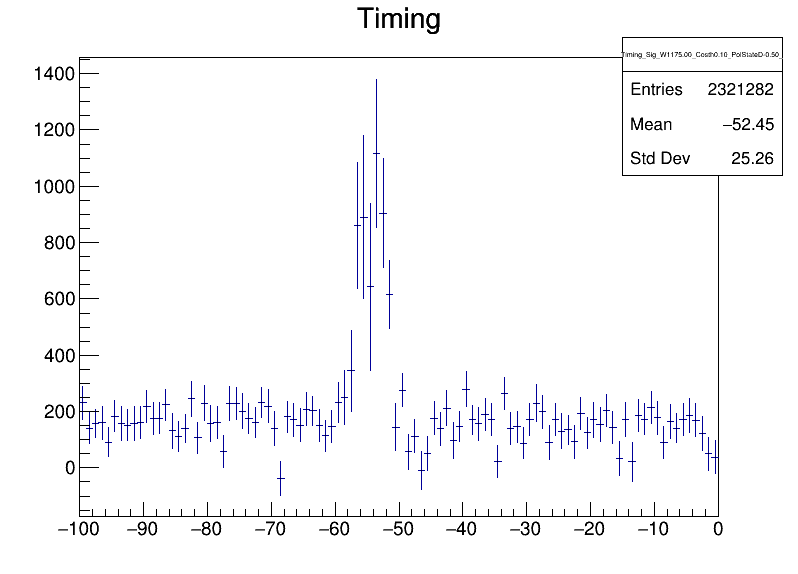 Timing
Timing_Sig_W1175.00_Costh0.10_PolStateD-0.50_
Entries 2321282
Mean −52.45
Std Dev 25.26
1400
1200
1000
800
600
400
200
0
−100 −90 −80 −70 −60 −50 −40 −30 −20 −10 0